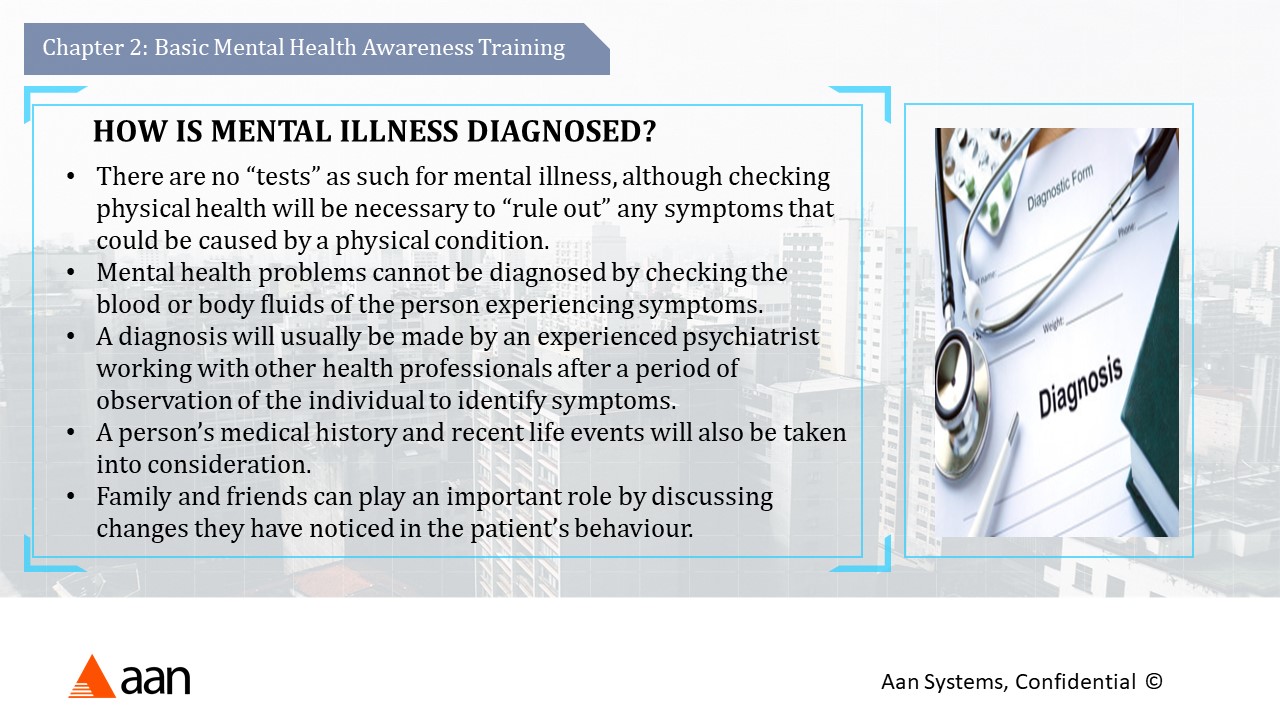 Chapter 2: Basic Mental Health Awareness Training
HOW IS MENTAL ILLNESS DIAGNOSED?
• There are no “tests” as such for mental illness, although checking
physical health will be necessary to “rule out” any symptoms that
could be caused by a physical condition.
• Mental health problems cannot be diagnosed by checking the
blood or body fluids of the person experiencing symptoms.
• A diagnosis will usually be made by an experienced psychiatrist
working with other health professionals after a period of
observation of the individual to identify symptoms.
• A person’s medical history and recent life events will also be taken
into consideration.
• Family and friends can play an important role by discussing
changes they have noticed in the patient’s behaviour.
Diagnostic Form
Phone:
name:
Weight:
Diagnosis
aan
Aan Systems, Confidential ©